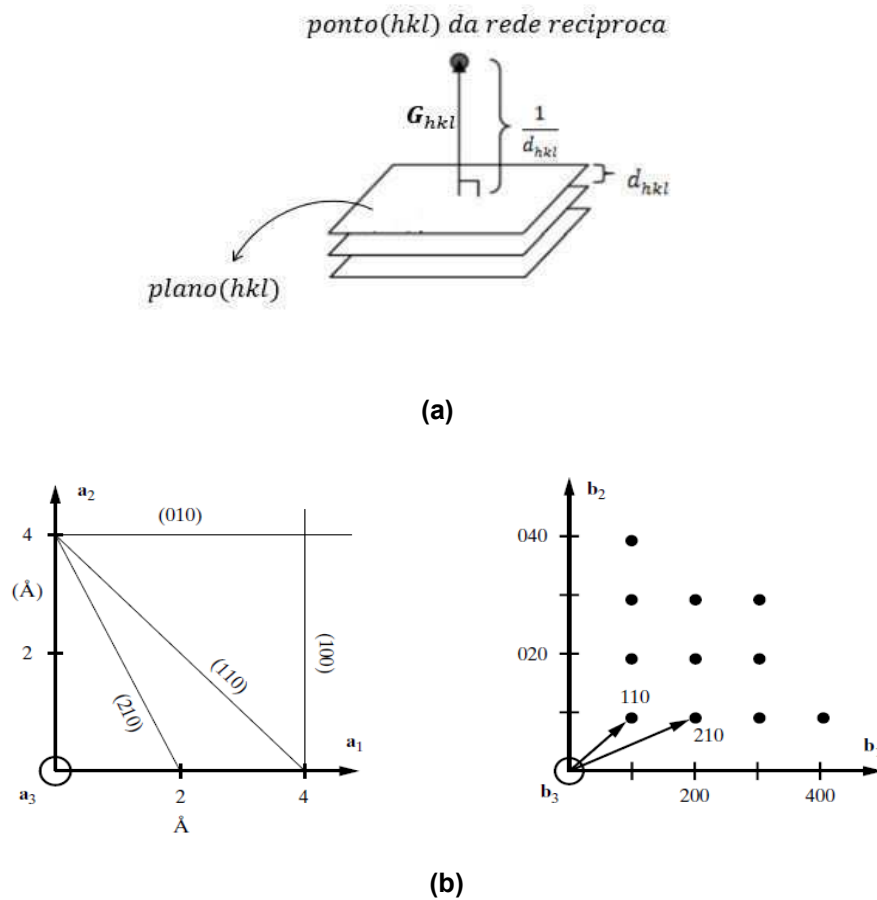 ponto(hkl) da rede reciproca
G_hkl
1
d_hkl
d_hkl
plano(hkl)
(a)
a₂
(010)
4
(Å)
2
(210)
(110)
(100)
a₁
a₃
2
4
Å
b₂
040
020
110
210
b₃
200
400
(b)